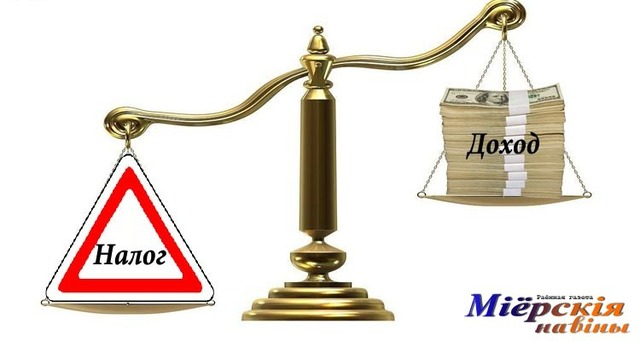 Налог
Доход
Раённая газета
Міёрскія
навіны